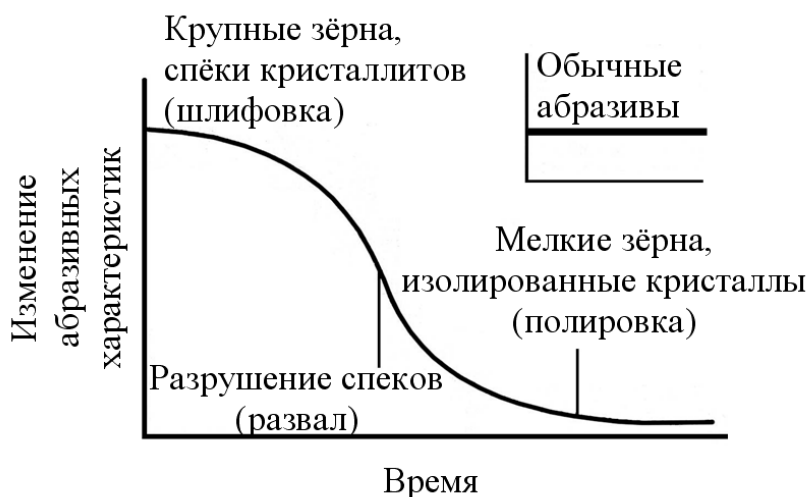 Крупные зёрна,
спёки кристаллитов
(шлифовка)
Обычные
абразивы
Изменение
абразивных
характеристик
Мелкие зёрна,
изолированные кристаллы
(полировка)
Разрушение спеков
(развал)
Время